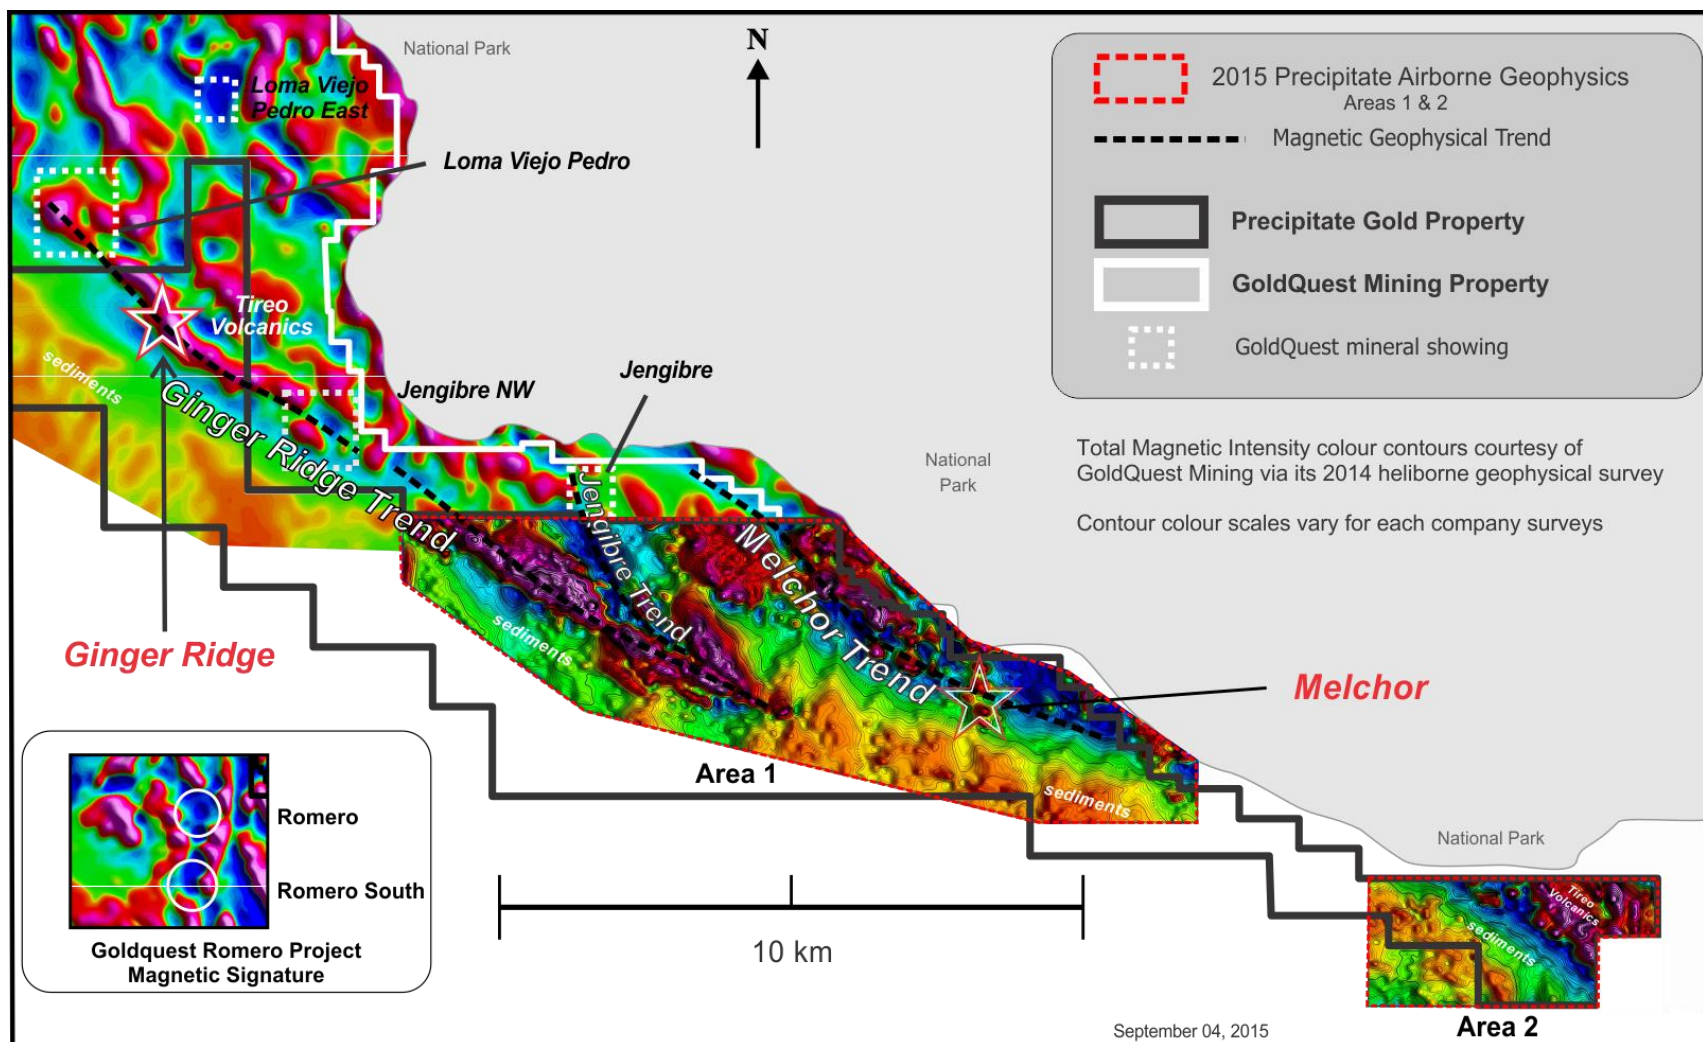 National Park
N
Loma Viejo
Pedro East
Loma Viejo Pedro
2015 Precipitate Airborne Geophysics
Areas 1 & 2
Magnetic Geophysical Trend
Precipitate Gold Property
GoldQuest Mining Property
GoldQuest mineral showing
Tireo
Volcanics
sediments
Jengibre NW
Jengibre
Ginger Ridge Trend
Jengibre Trend
Melchor Trend
National
Park
Total Magnetic Intensity colour contours courtesy of
GoldQuest Mining via its 2014 heliborne geophysical survey
Contour colour scales vary for each company surveys
sediments
Ginger Ridge
Melchor
Area 1
sediments
National Park
Romero
Romero South
Goldquest Romero Project
Magnetic Signature
10 km
Tireo
Volcanics
sediments
September 04, 2015
Area 2